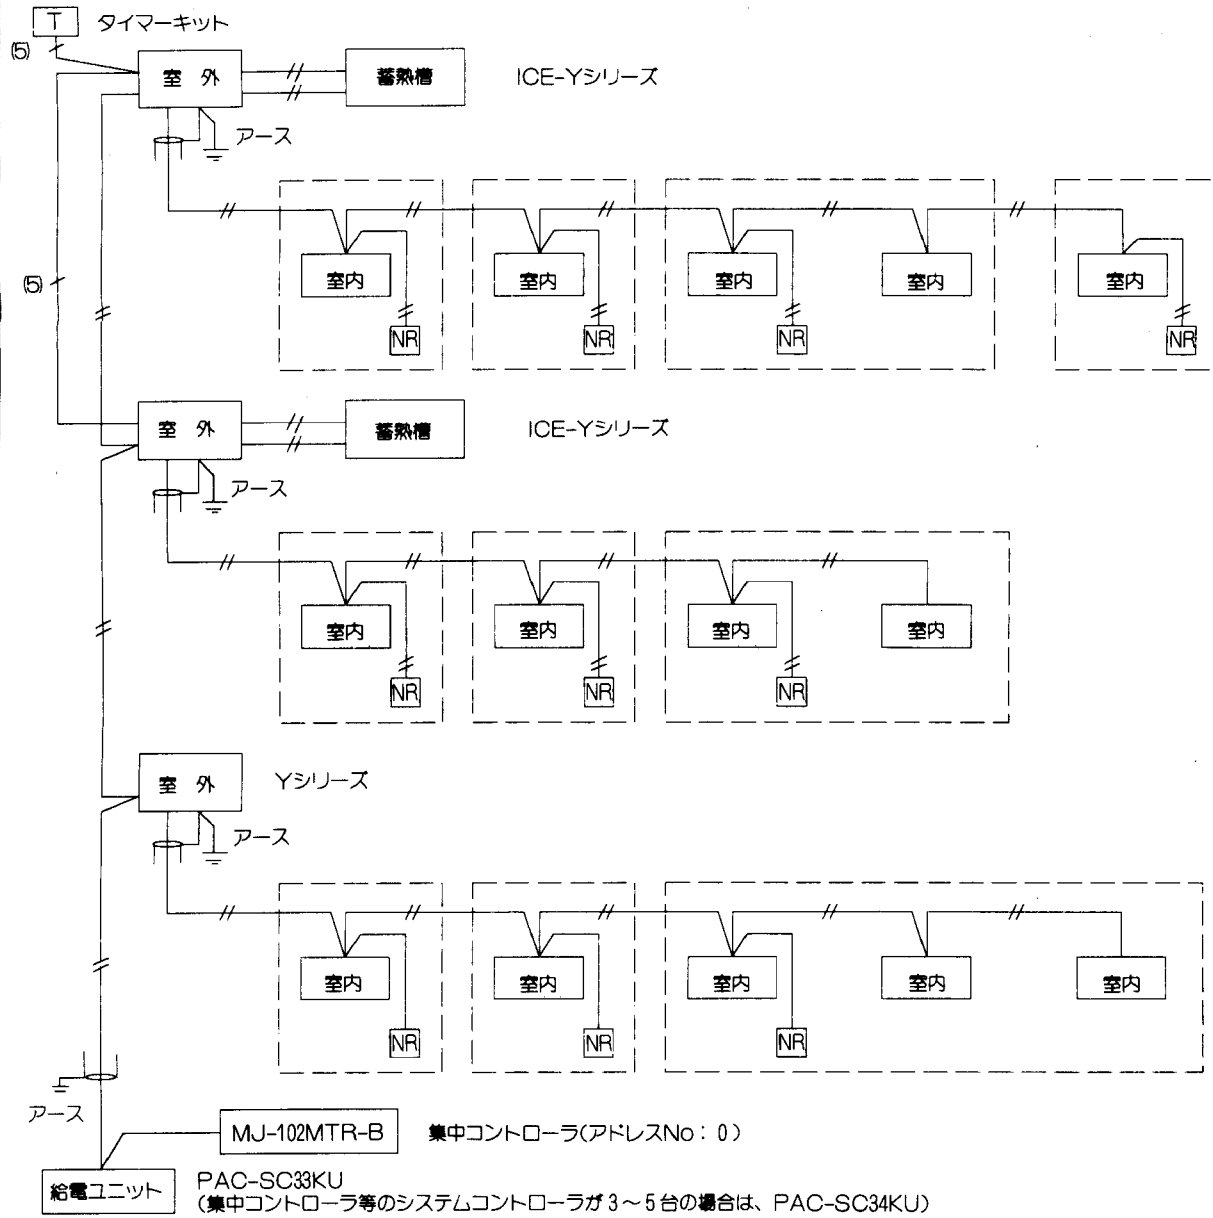 T タイマーキット
(5)
室 外 蓄熱槽 ICE-Yシリーズ
アース
室内 室内 室内 室内 室内
(5)
NR NR NR NR
室 外 蓄熱槽 ICE-Yシリーズ
アース
室内 室内 室内 室内
NR NR NR
室 外 Yシリーズ
アース
室内 室内 室内 室内 室内
NR NR NR
アース
MJ-102MTR-B 集中コントローラ(アドレスNo:0)
給電ユニット PAC-SC33KU
(集中コントローラ等のシステムコントローラが3~5台の場合は、PAC-SC34KU)